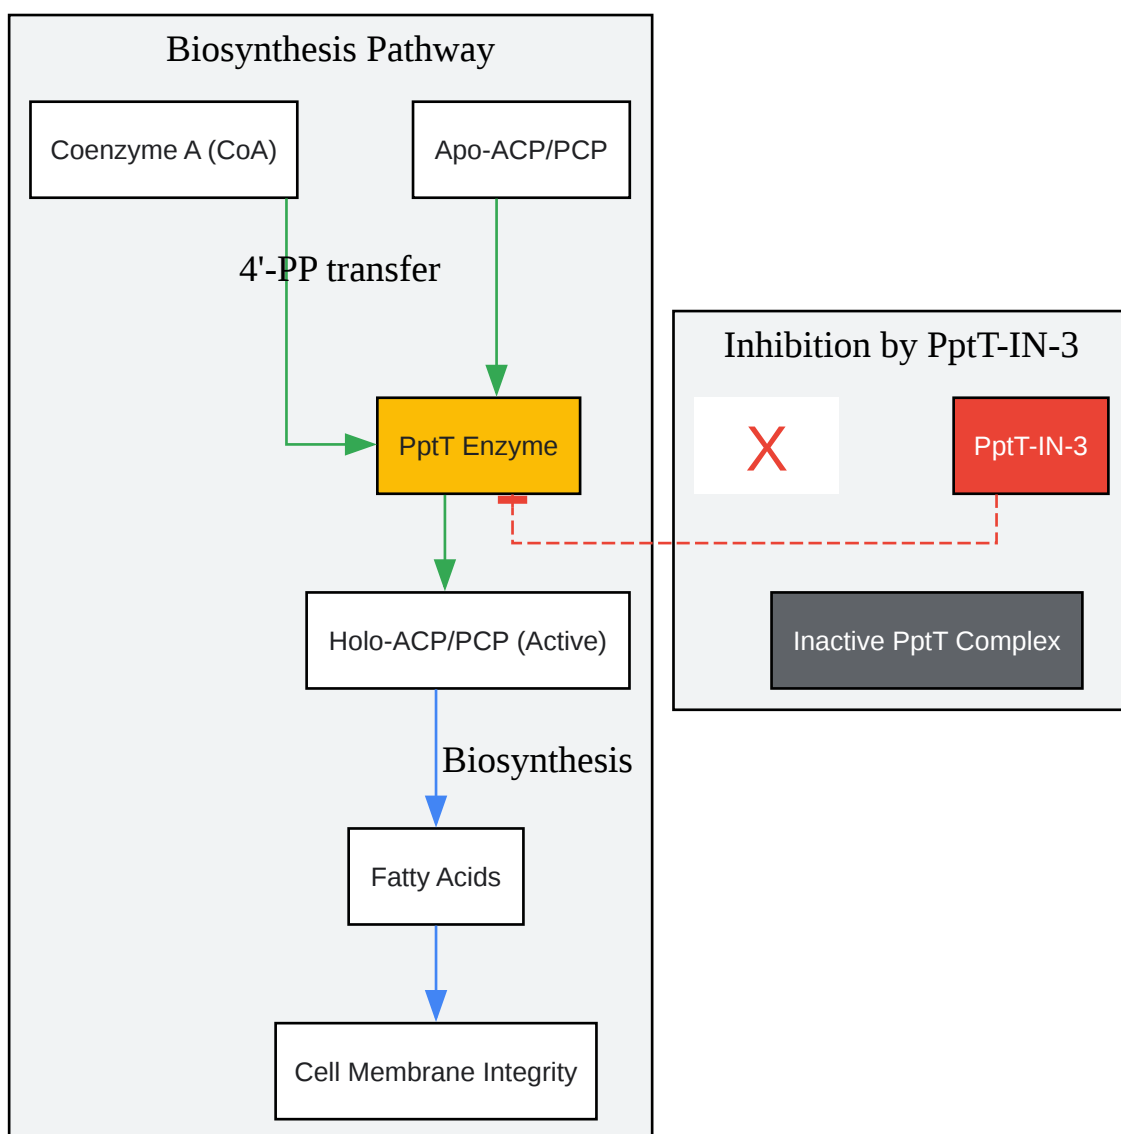 Biosynthesis Pathway
Coenzyme A (CoA)
Apo-ACP/PCP
4'-PP transfer
PptT Enzyme
Holo-ACP/PCP (Active)
Biosynthesis
Fatty Acids
Cell Membrane Integrity
Inhibition by PptT-IN-3
X
PptT-IN-3
Inactive PptT Complex